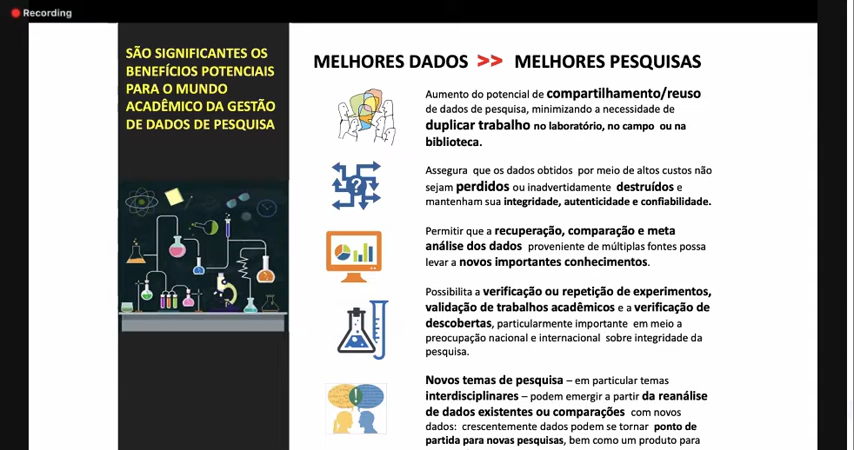 Recording
SÃO SIGNIFICANTES OS
BENEFÍCIOS POTENCIAIS
PARA O MUNDO
ACADÊMICO DA GESTÃO
DE DADOS DE PESQUISA
MELHORES DADOS >> MELHORES PESQUISAS
Aumento do potencial de compartilhamento/reuso
de dados de pesquisa, minimizando a necessidade de
duplicar trabalho no laboratório, no campo ou na
biblioteca.
Assegura que os dados obtidos por meio de altos custos não
sejam perdidos ou inadvertidamente destruídos e
mantenham sua integridade, autenticidade e confiabilidade.
Permitir que a recuperação, comparação e meta
análise dos dados proveniente de múltiplas fontes possa
levar a novos importantes conhecimentos.
Possibilita a verificação ou repetição de experimentos,
validação de trabalhos acadêmicos e a verificação de
descobertas, particularmente importante em meio a
preocupação nacional e internacional sobre integridade da
pesquisa.
Novos temas de pesquisa – em particular temas
interdisciplinares – podem emergir a partir da reanálise
de dados existentes ou comparações com novos
dados: crescentemente dados podem se tornar ponto de
partida para novas pesquisas, bem como um produto para